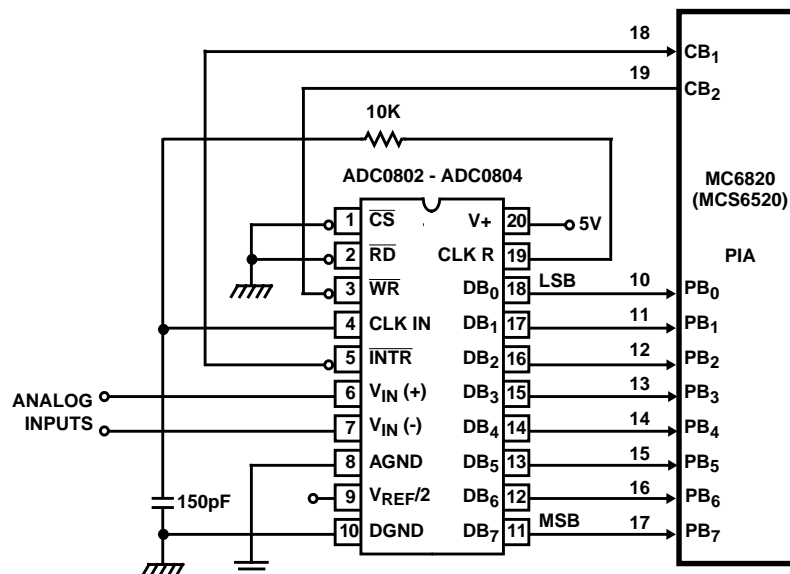 18 CB1
19 CB2
10K
ADC0802 - ADC0804
MC6820
(MCS6520)
PIA
1 CS V+ 20 5V
2 RD CLK R 19
3 WR DB0 18 LSB 10 PB0
4 CLK IN DB1 17 11 PB1
5 INTR DB2 16 12 PB2
ANALOG INPUTS
6 VIN (+) DB3 15 13 PB3
7 VIN (-) DB4 14 14 PB4
8 AGND DB5 13 15 PB5
150pF
9 VREF/2 DB6 12 16 PB6
10 DGND DB7 11 MSB 17 PB7